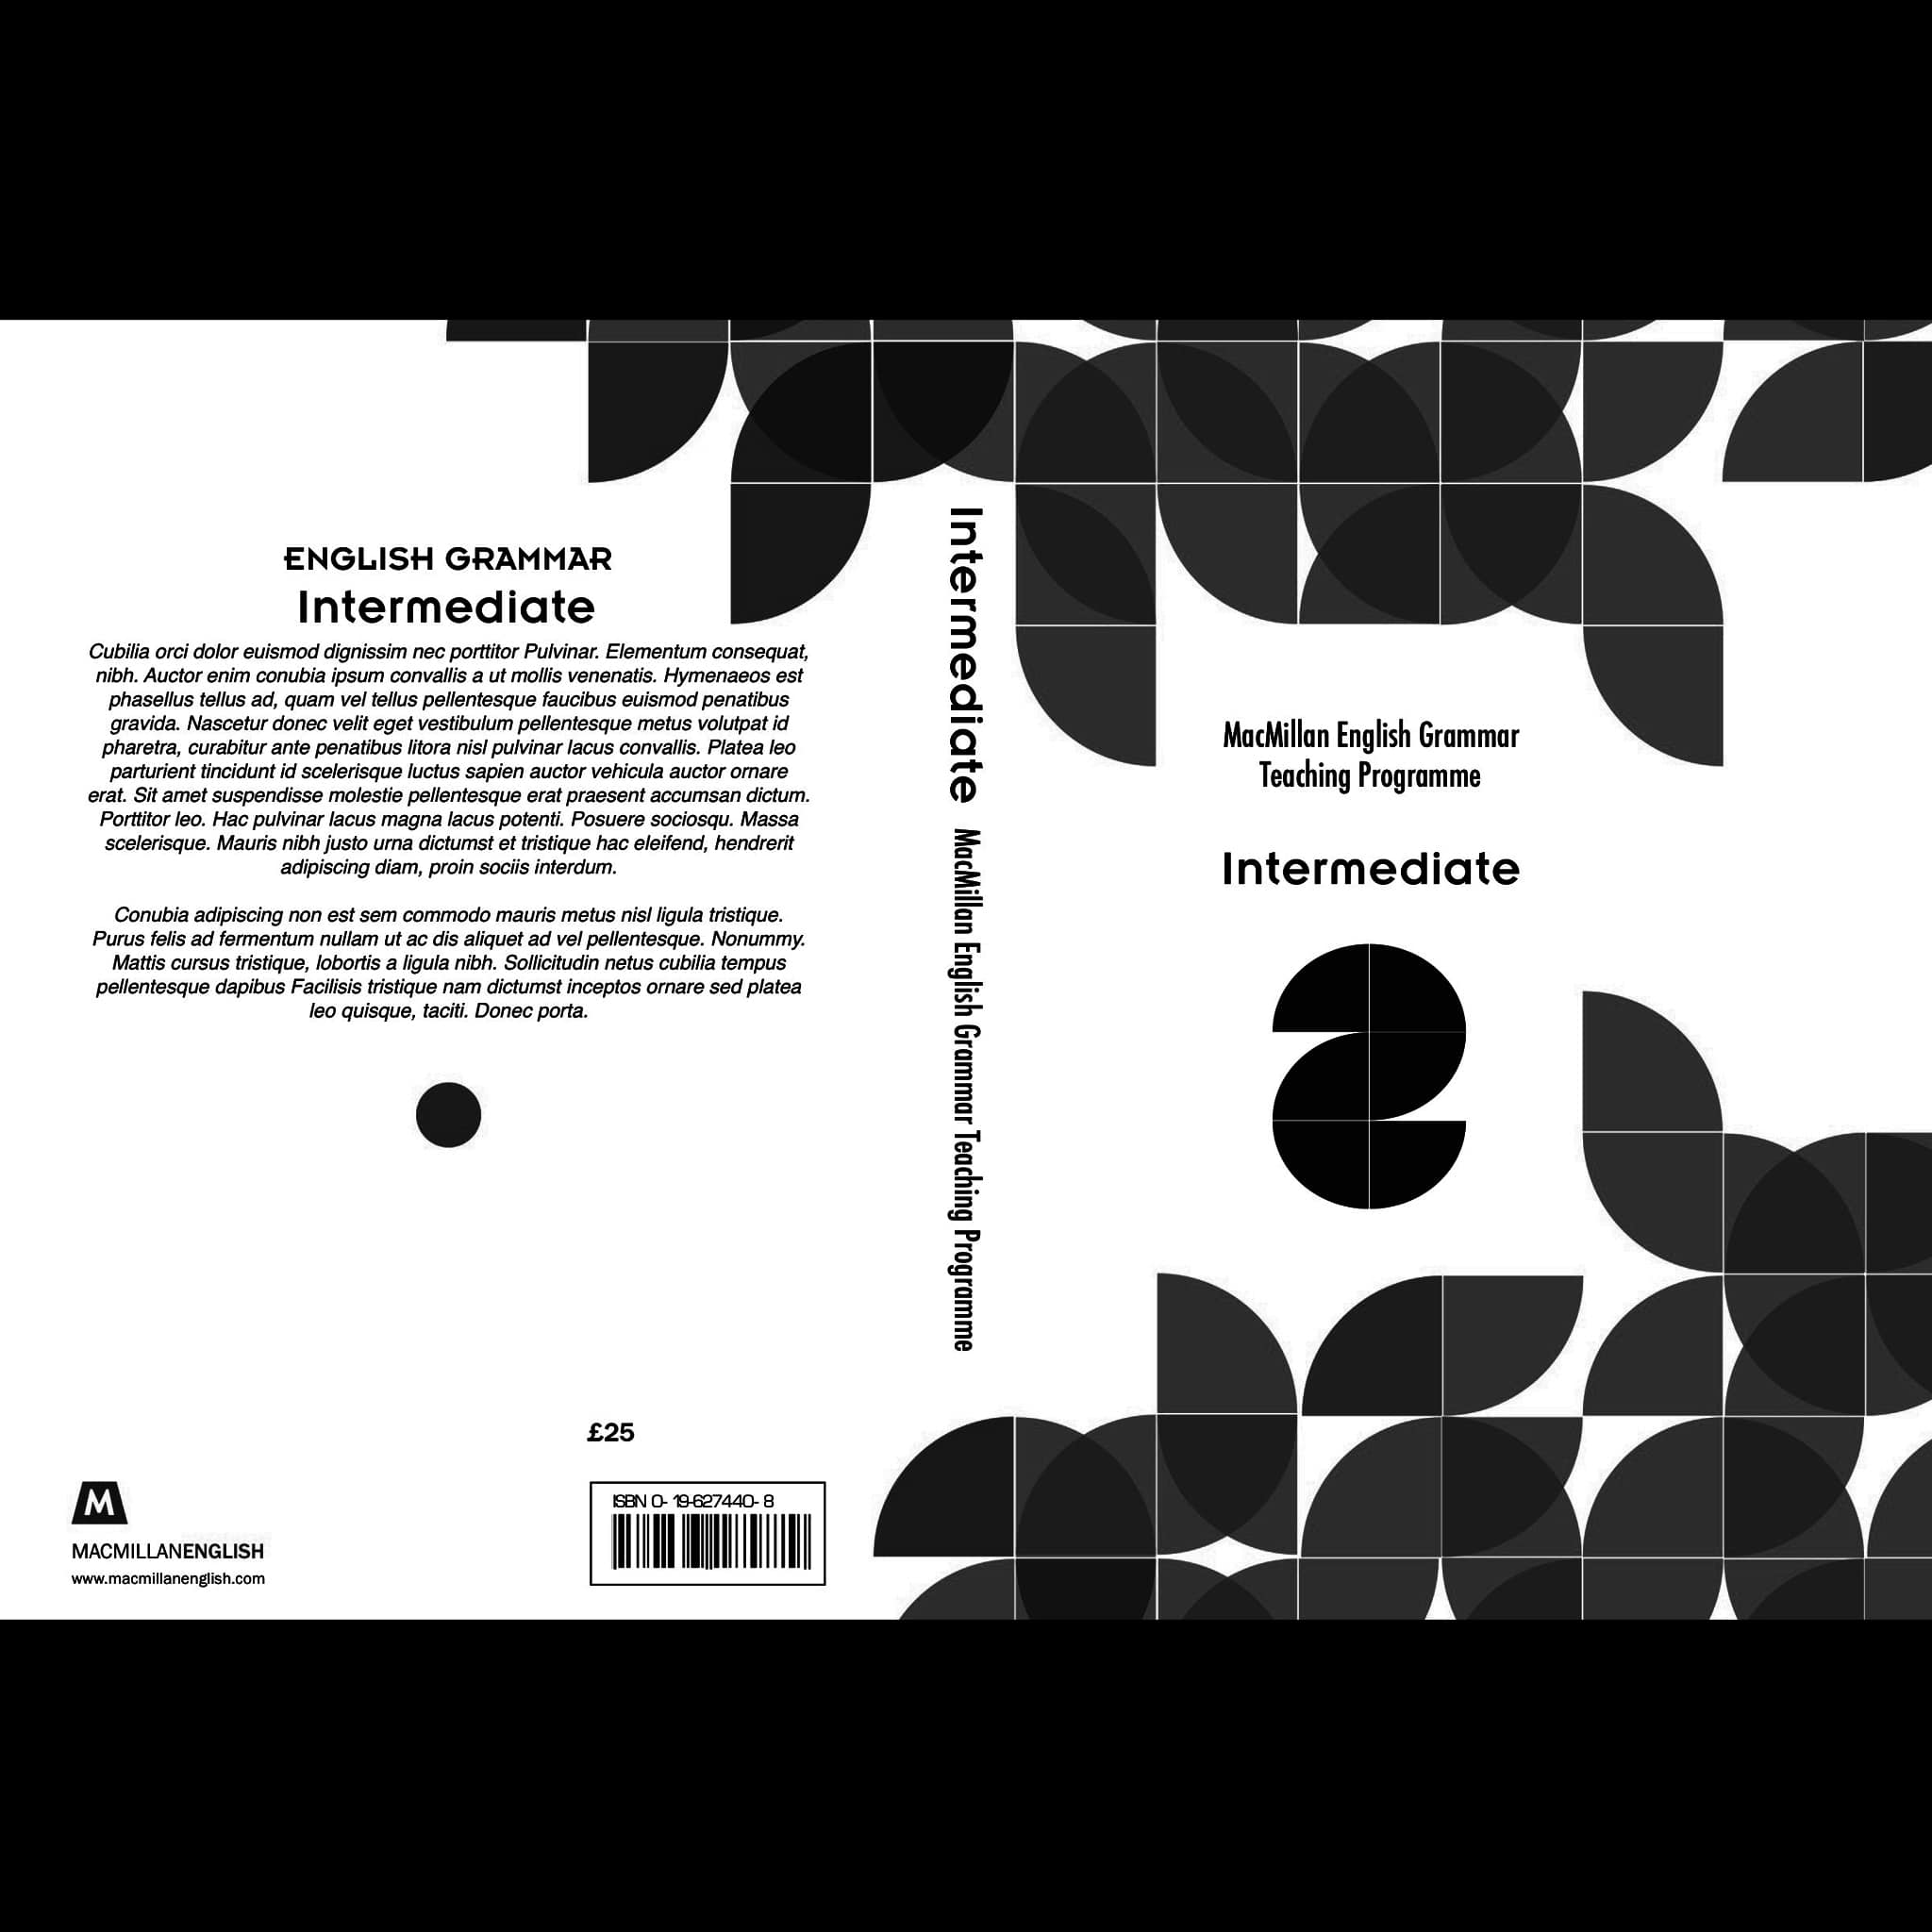 ENGLISH GRAMMAR
Intermediate
Cubilia orci dolor euismod dignissim nec porttitor Pulvinar. Elementum consequat,
nibh. Auctor enim conubia ipsum convallis a ut mollis venenatis. Hymenaeos est
phasellus tellus ad, quam vel tellus pellentesque faucibus euismod penatibus
gravida. Nascetur donec velit eget vestibulum pellentesque metus volutpat id
pharetra, curabitur ante penatibus litora nisl pulvinar lacus convallis. Platea leo
parturient tincidunt id scelerisque luctus sapien auctor vehicula auctor ornare
erat. Sit amet suspendisse molestie pellentesque erat praesent accumsan dictum.
Porttitor leo. Hac pulvinar lacus magna lacus potenti. Posuere sociosqu. Massa
scelerisque. Mauris nibh justo urna dictumst et tristique hac eleifend, hendrerit
adipiscing diam, proin sociis interdum.
Conubia adipiscing non est sem commodo mauris metus nisl ligula tristique.
Purus felis ad fermentum nullam ut ac dis aliquet ad vel pellentesque. Nonummy.
Mattis cursus tristique, lobortis a ligula nibh. Sollicitudin netus cubilia tempus
pellentesque dapibus Facilisis tristique nam dictumst inceptos ornare sed platea
leo quisque, taciti. Donec porta.
£25
M
MACMILLANENGLISH
www.macmillanenglish.com
ISBN 0- 19-627440- 8
Intermediate MacMillan English Grammar Teaching Programme
MacMillan English Grammar
Teaching Programme
Intermediate
2